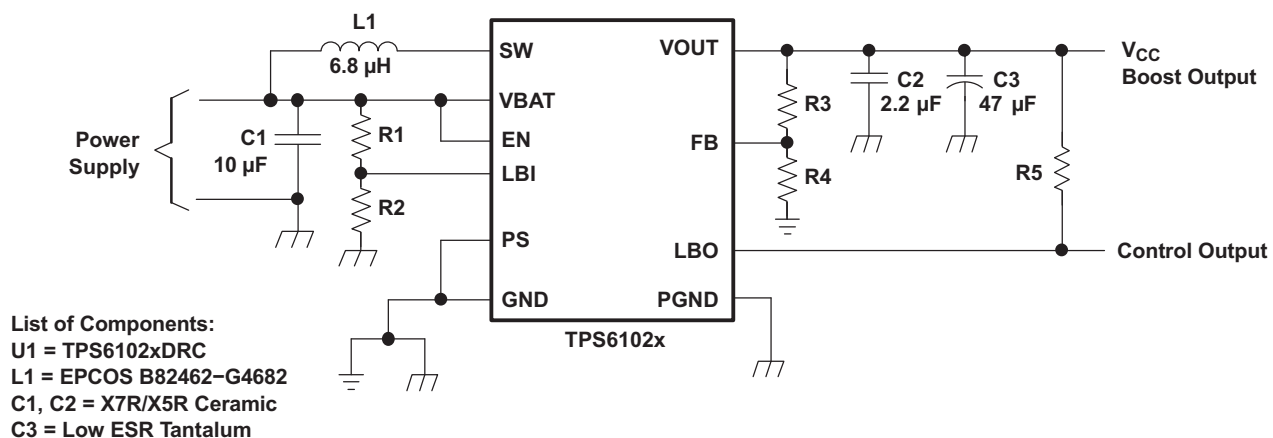 L1
6.8 µH
SW
VOUT
VCC
Boost Output
VBAT
C1
10 µF
R1
EN
LBI
R2
Power
Supply
PS
GND
FB
LBO
PGND
TPS6102x
R3
R4
C2
2.2 µF
C3
47 µF
R5
Control Output
List of Components:
U1 = TPS6102xDRC
L1 = EPCOS B82462−G4682
C1, C2 = X7R/X5R Ceramic
C3 = Low ESR Tantalum